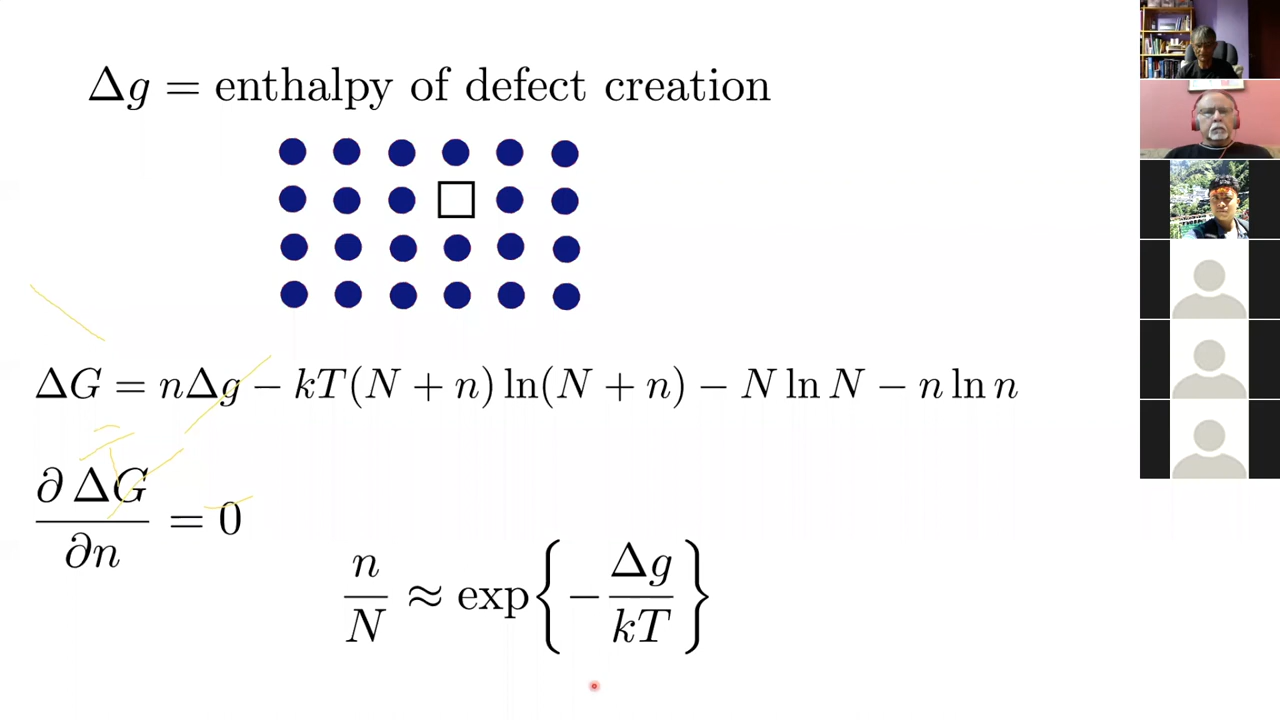 Δg = enthalpy of defect creation
ΔG = nΔg − kT(N + n) ln(N + n) − N ln N − n ln n
∂ ΔG / ∂n = 0
n / N ≈ exp{−Δg / kT}